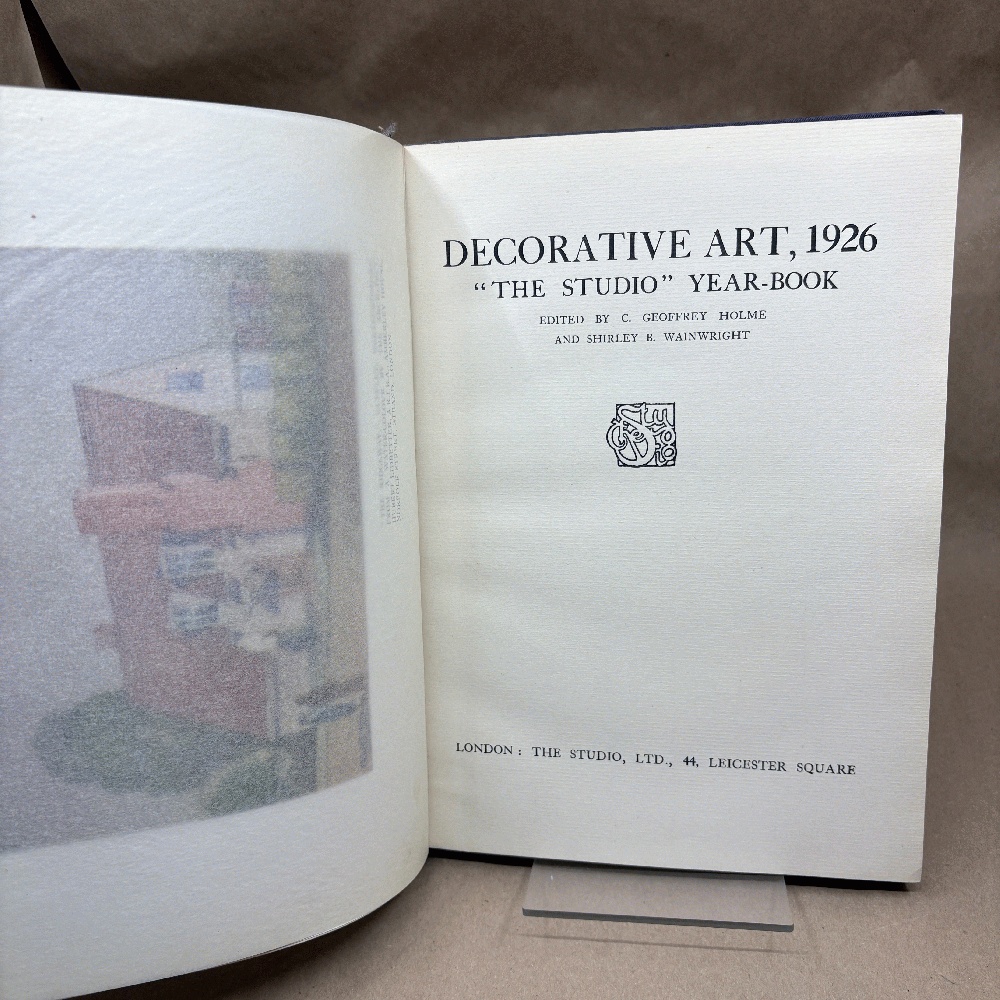 DECORATIVE ART, 1926
"THE STUDIO" YEAR-BOOK
EDITED BY C. GEOFFREY HOLME
AND SHIRLEY B. WAINWRIGHT
LONDON: THE STUDIO, LTD., 44, LEICESTER SQUARE